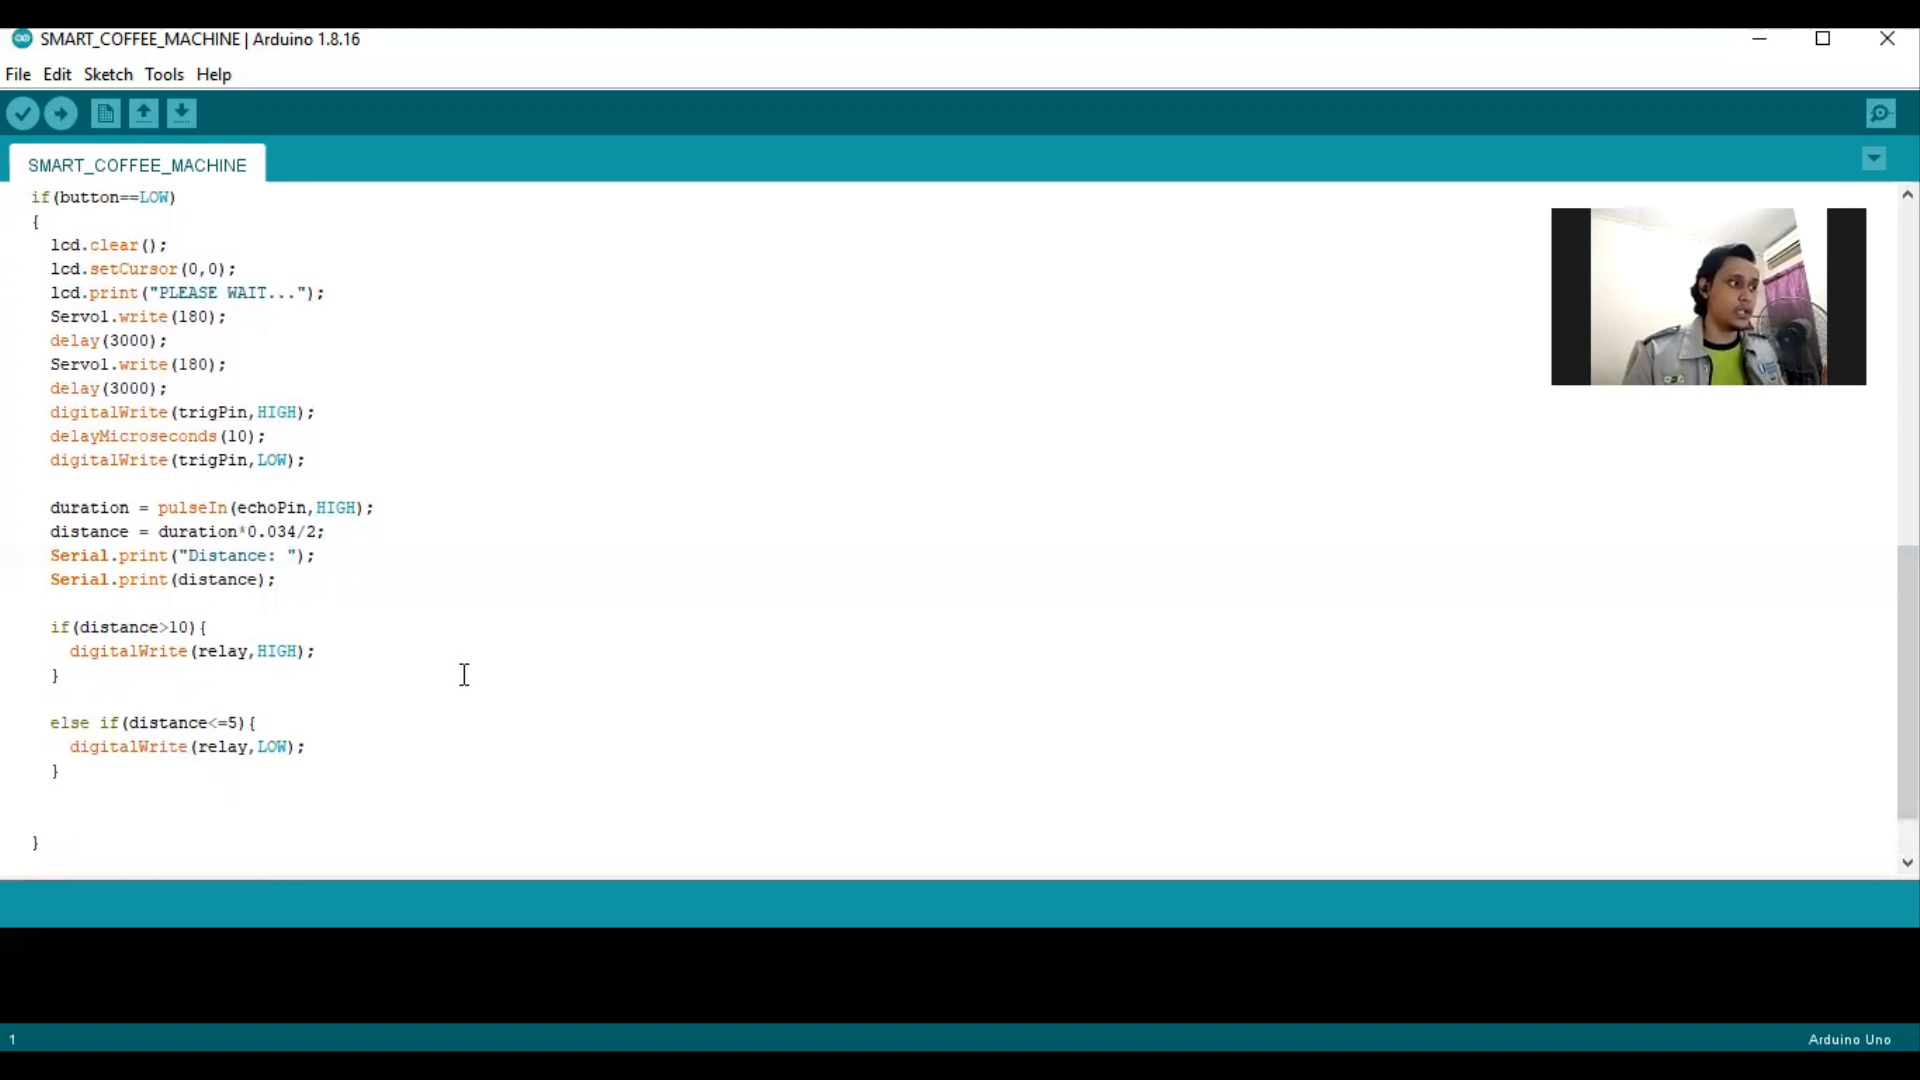 SMART_COFFEE_MACHINE | Arduino 1.8.16
File Edit Sketch Tools Help
SMART_COFFEE_MACHINE
if(button==LOW)
{
lcd.clear();
lcd.setCursor(0,0);
lcd.print("PLEASE WAIT...");
Servo1.write(180);
delay(3000);
Servo1.write(180);
delay(3000);
digitalWrite(trigPin,HIGH);
delayMicroseconds(10);
digitalWrite(trigPin,LOW);
duration = pulseIn(echoPin,HIGH);
distance = duration*0.034/2;
Serial.print("Distance: ");
Serial.print(distance);
if(distance>10){
digitalWrite(relay,HIGH);
}
else if(distance<=5){
digitalWrite(relay,LOW);
}
}
1
Arduino Uno